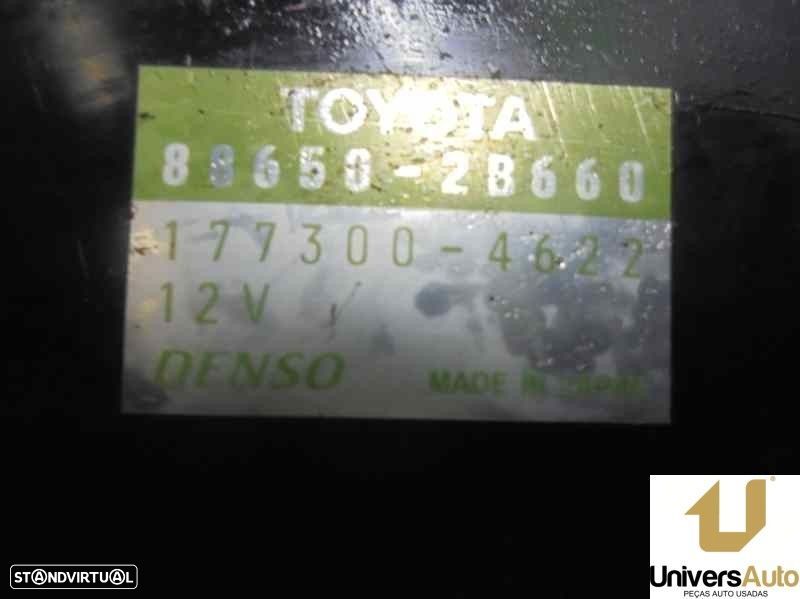 TOYOTA
88650-2B660
177300-4622
12V
DENSO
MADE IN JAPAN
STANDVIRTUAL
UniversAuto
PEÇAS AUTO USADAS